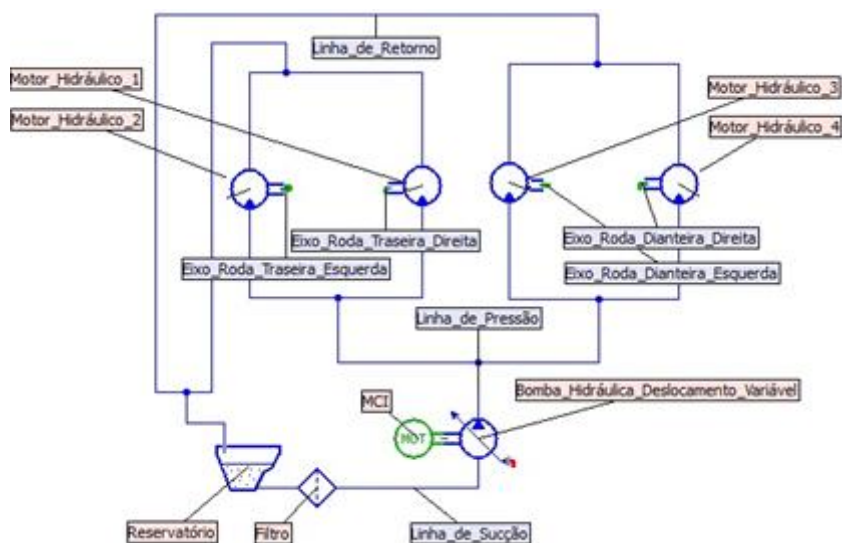 Linha_de_Retorno
Motor_Hidráulico_1
Motor_Hidráulico_3
Motor_Hidráulico_2
Motor_Hidráulico_4
Eixo_Roda_Traseira_Direita
Eixo_Roda_Dianteira_Direita
Eixo_Roda_Traseira_Esquerda
Eixo_Roda_Dianteira_Esquerda
Linha_de_Pressão
Bomba_Hidráulica_Deslocamento_Variável
MCI
MOT
Reservatório
Filtro
Linha_de_Sucção